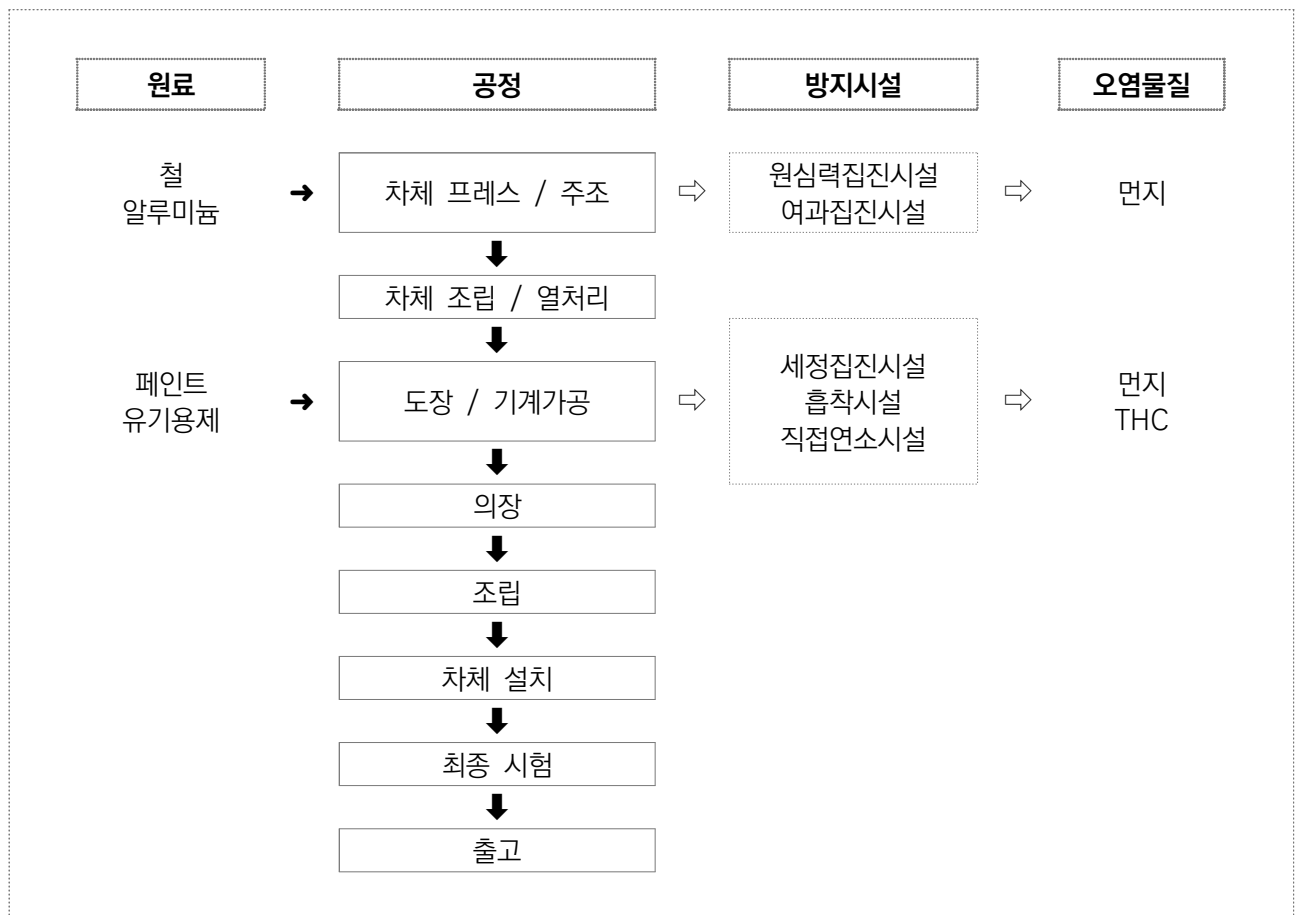 원료
공정
방지시설
오염물질
철
알루미늄
차체 프레스 / 주조
원심력집진시설
여과집진시설
먼지
차체 조립 / 열처리
페인트
유기용제
도장 / 기계가공
세정집진시설
흡착시설
직접연소시설
먼지
THC
의장
조립
차체 설치
최종 시험
출고